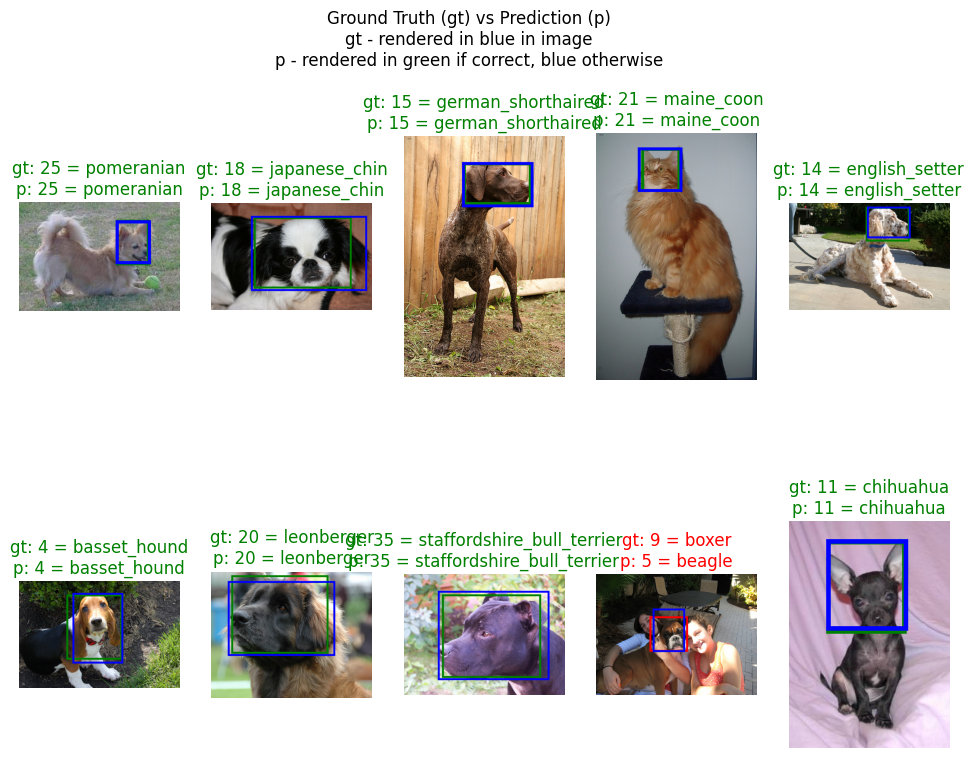 Ground Truth (gt) vs Prediction (p)
gt - rendered in blue in image
p - rendered in green if correct, blue otherwise
gt: 25 = pomeranian
p: 25 = pomeranian
gt: 18 = japanese_chin
p: 18 = japanese_chin
gt: 15 = german_shorthaired
p: 15 = german_shorthaired
gt: 21 = maine_coon
p: 21 = maine_coon
gt: 14 = english_setter
p: 14 = english_setter
gt: 4 = basset_hound
p: 4 = basset_hound
gt: 20 = leonberger
p: 20 = leonberger
gt: 35 = staffordshire_bull_terrier
p: 35 = staffordshire_bull_terrier
gt: 9 = boxer
p: 5 = beagle
gt: 11 = chihuahua
p: 11 = chihuahua